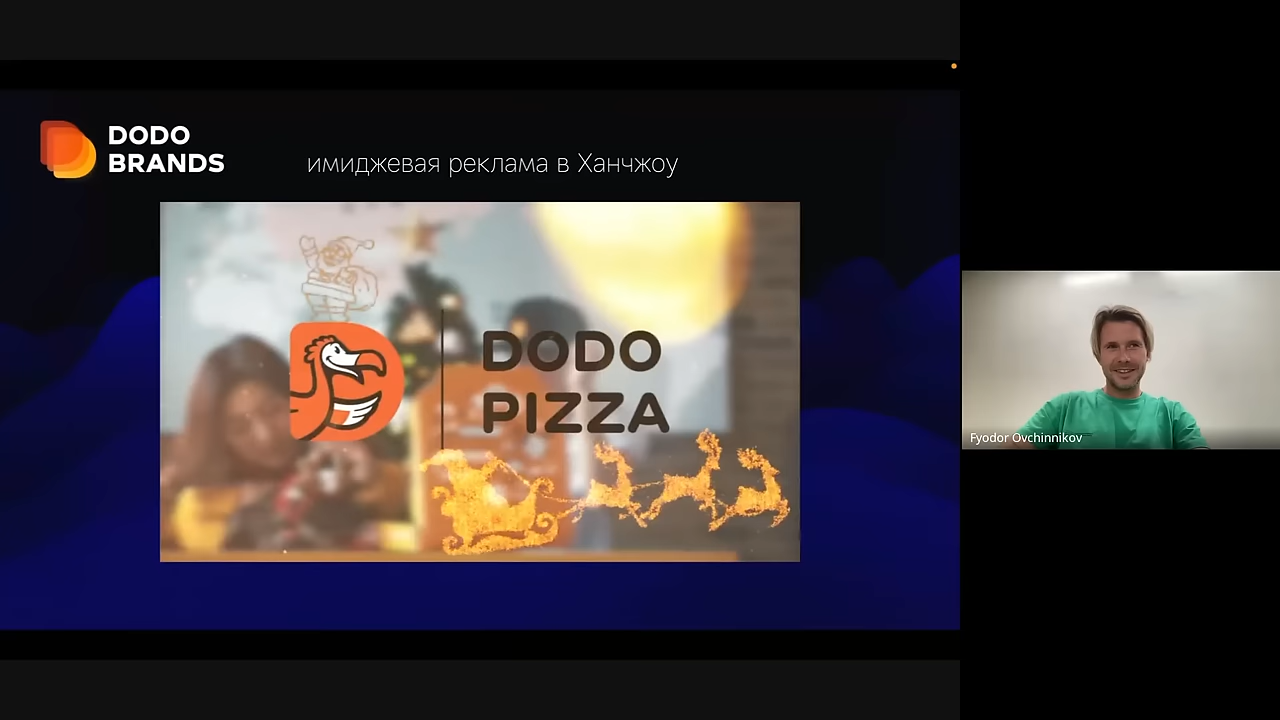 DODO
BRANDS
имиджевая реклама в Ханчжоу
DODO
PIZZA
Fyodor Ovchinnikov